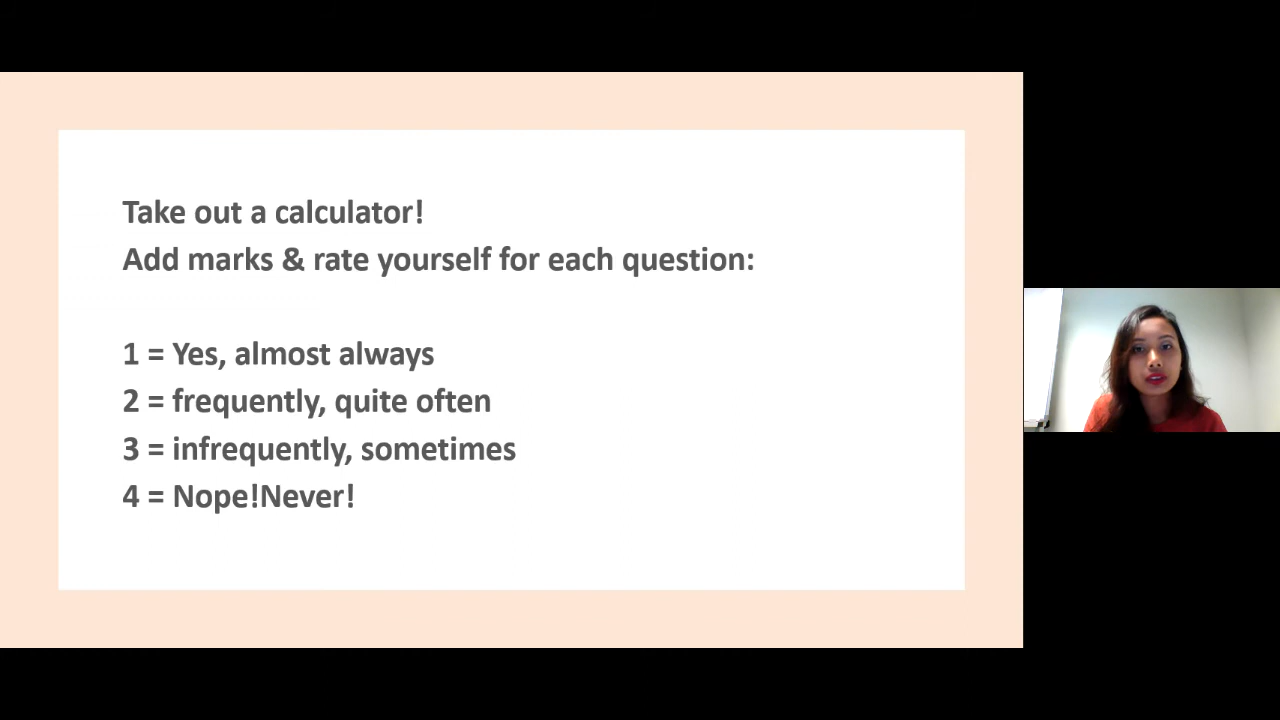 Take out a calculator!
Add marks & rate yourself for each question:
1 = Yes, almost always
2 = frequently, quite often
3 = infrequently, sometimes
4 = Nope!Never!